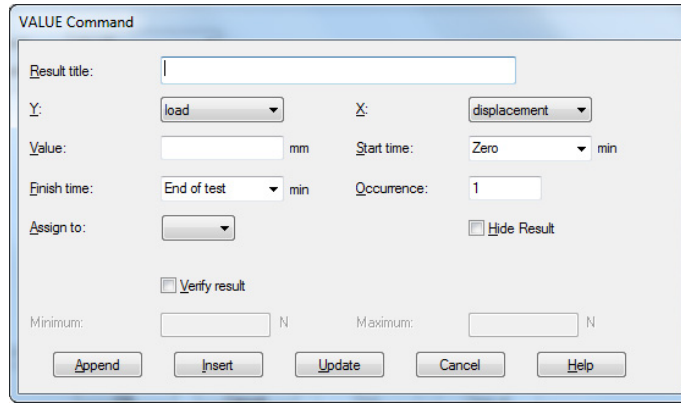 VALUE Command
Result title:
Y: load X: displacement
Value: mm Start time: Zero min
Finish time: End of test min Occurrence: 1
Assign to: Hide Result
Verify result
Minimum: N Maximum: N
Append Insert Update Cancel Help